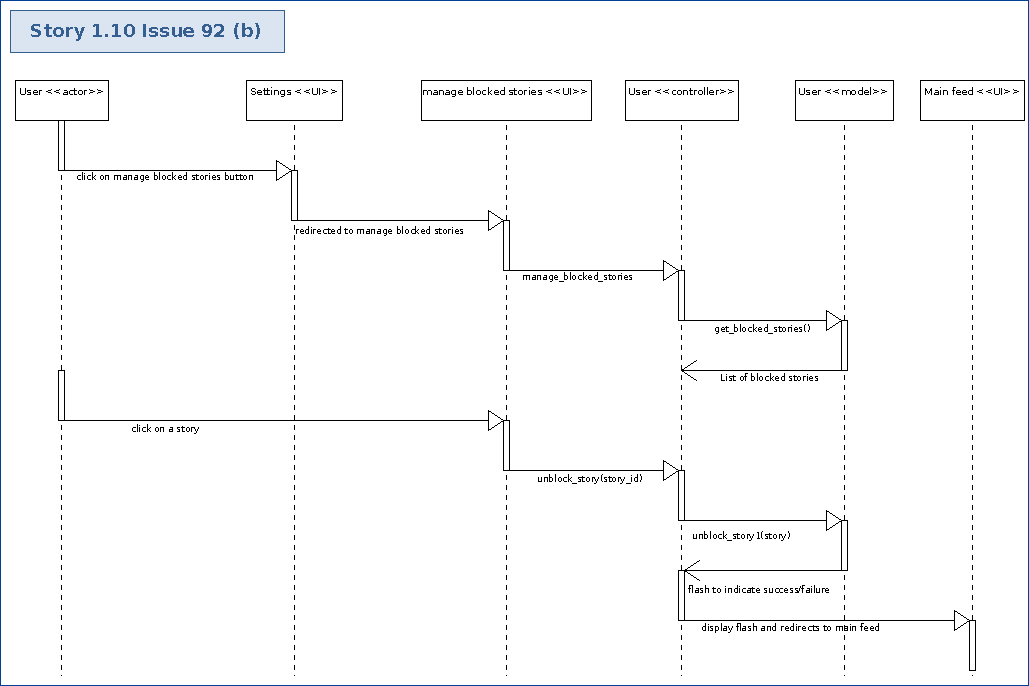 Story 1.10 Issue 92 (b)
User <<actor>>
Settings <<UI>>
manage blocked stories <<UI>>
User <<controller>>
User <<model>>
Main feed <<UI>>
click on manage blocked stories button
redirected to manage blocked stories
manage_blocked_stories
get_blocked_stories()
List of blocked stories
click on a story
unblock_story(story_id)
unblock_story1(story)
flash to indicate success/failure
display flash and redirects to main feed